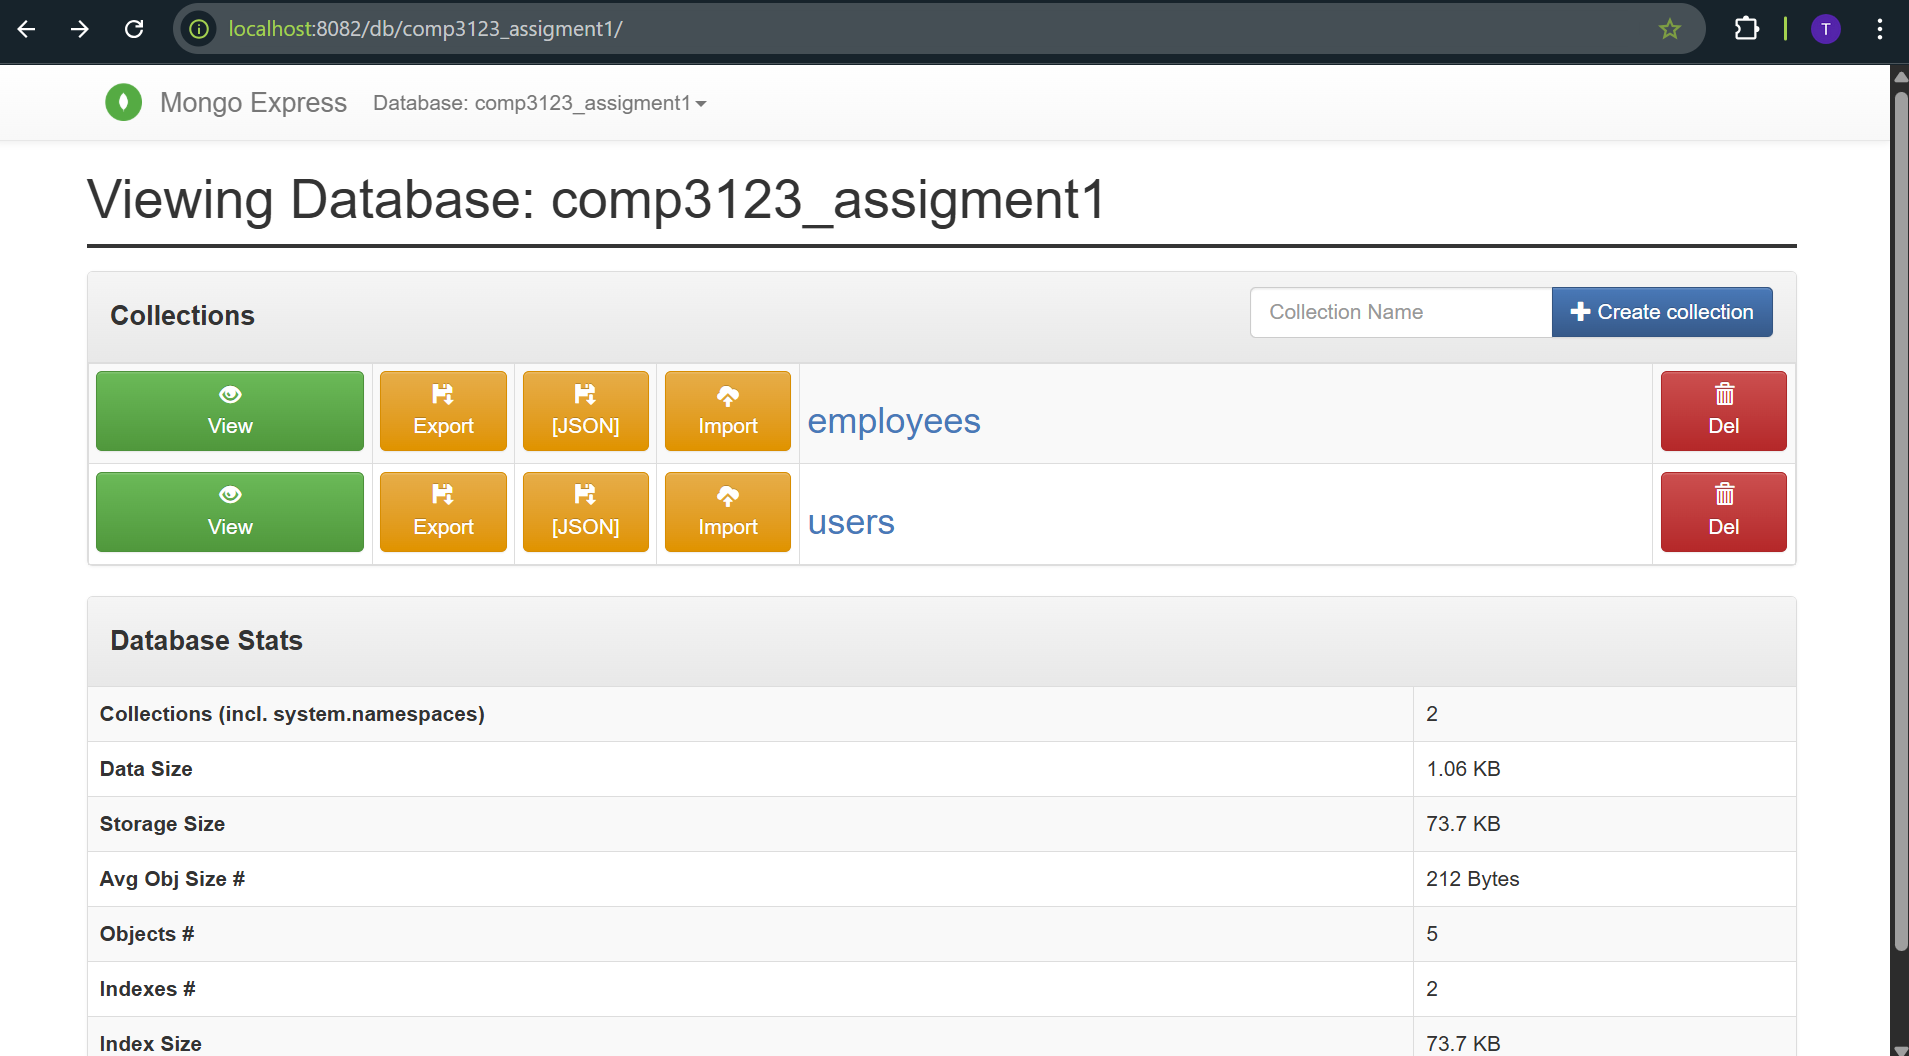 localhost:8082/db/comp3123_assigment1/
T
Mongo Express Database: comp3123_assigment1
Viewing Database: comp3123_assigment1
Collections
Collection Name
Create collection
View Export [JSON] Import employees Del
View Export [JSON] Import users Del
Database Stats
Collections (incl. system.namespaces) 2
Data Size 1.06 KB
Storage Size 73.7 KB
Avg Obj Size # 212 Bytes
Objects # 5
Indexes # 2
Index Size 73.7 KB